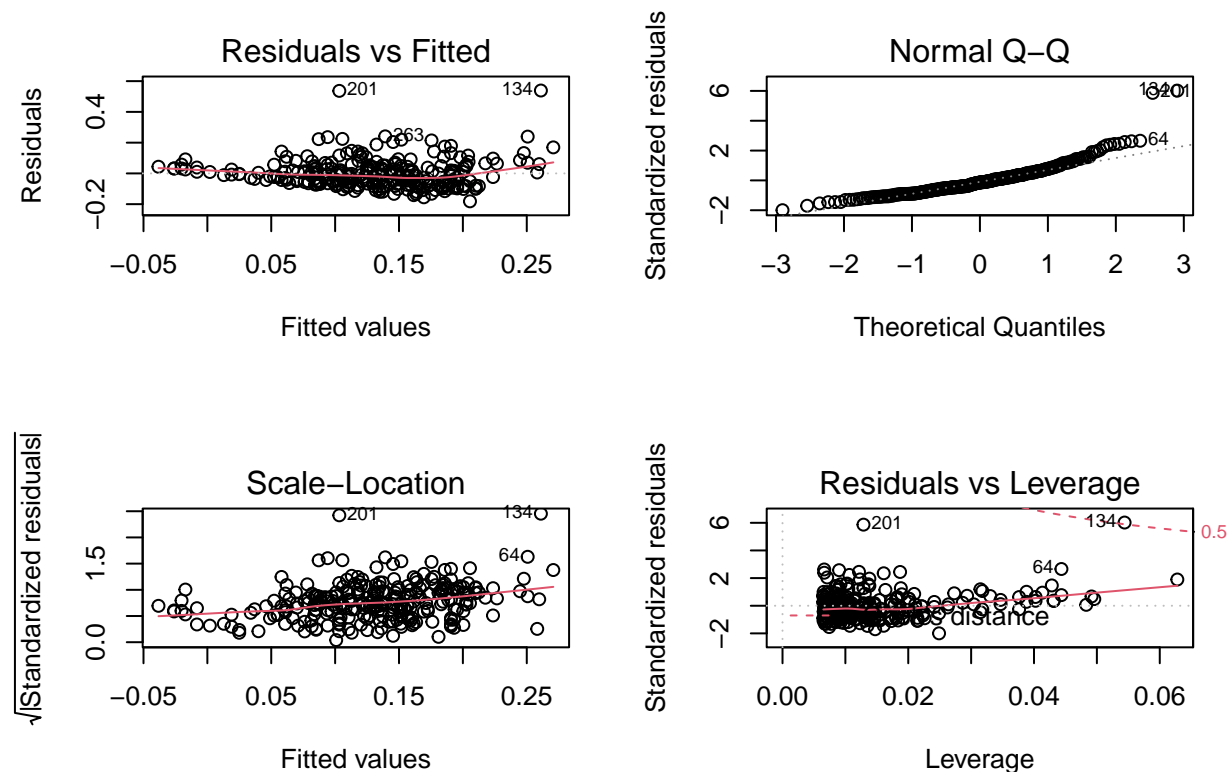 Residuals vs Fitted
Residuals
0.4
−0.2
201
134
263
−0.05 0.05 0.15 0.25
Fitted values
Normal Q−Q
Standardized residuals
6
2
−2
134
201
64
−3 −2 −1 0 1 2 3
Theoretical Quantiles
Scale−Location
√|Standardized residuals|
1.5
0.0
201
134
64
−0.05 0.05 0.15 0.25
Fitted values
Residuals vs Leverage
Standardized residuals
6
2
−2
201
134
64
0.5
distance
0.00 0.02 0.04 0.06
Leverage